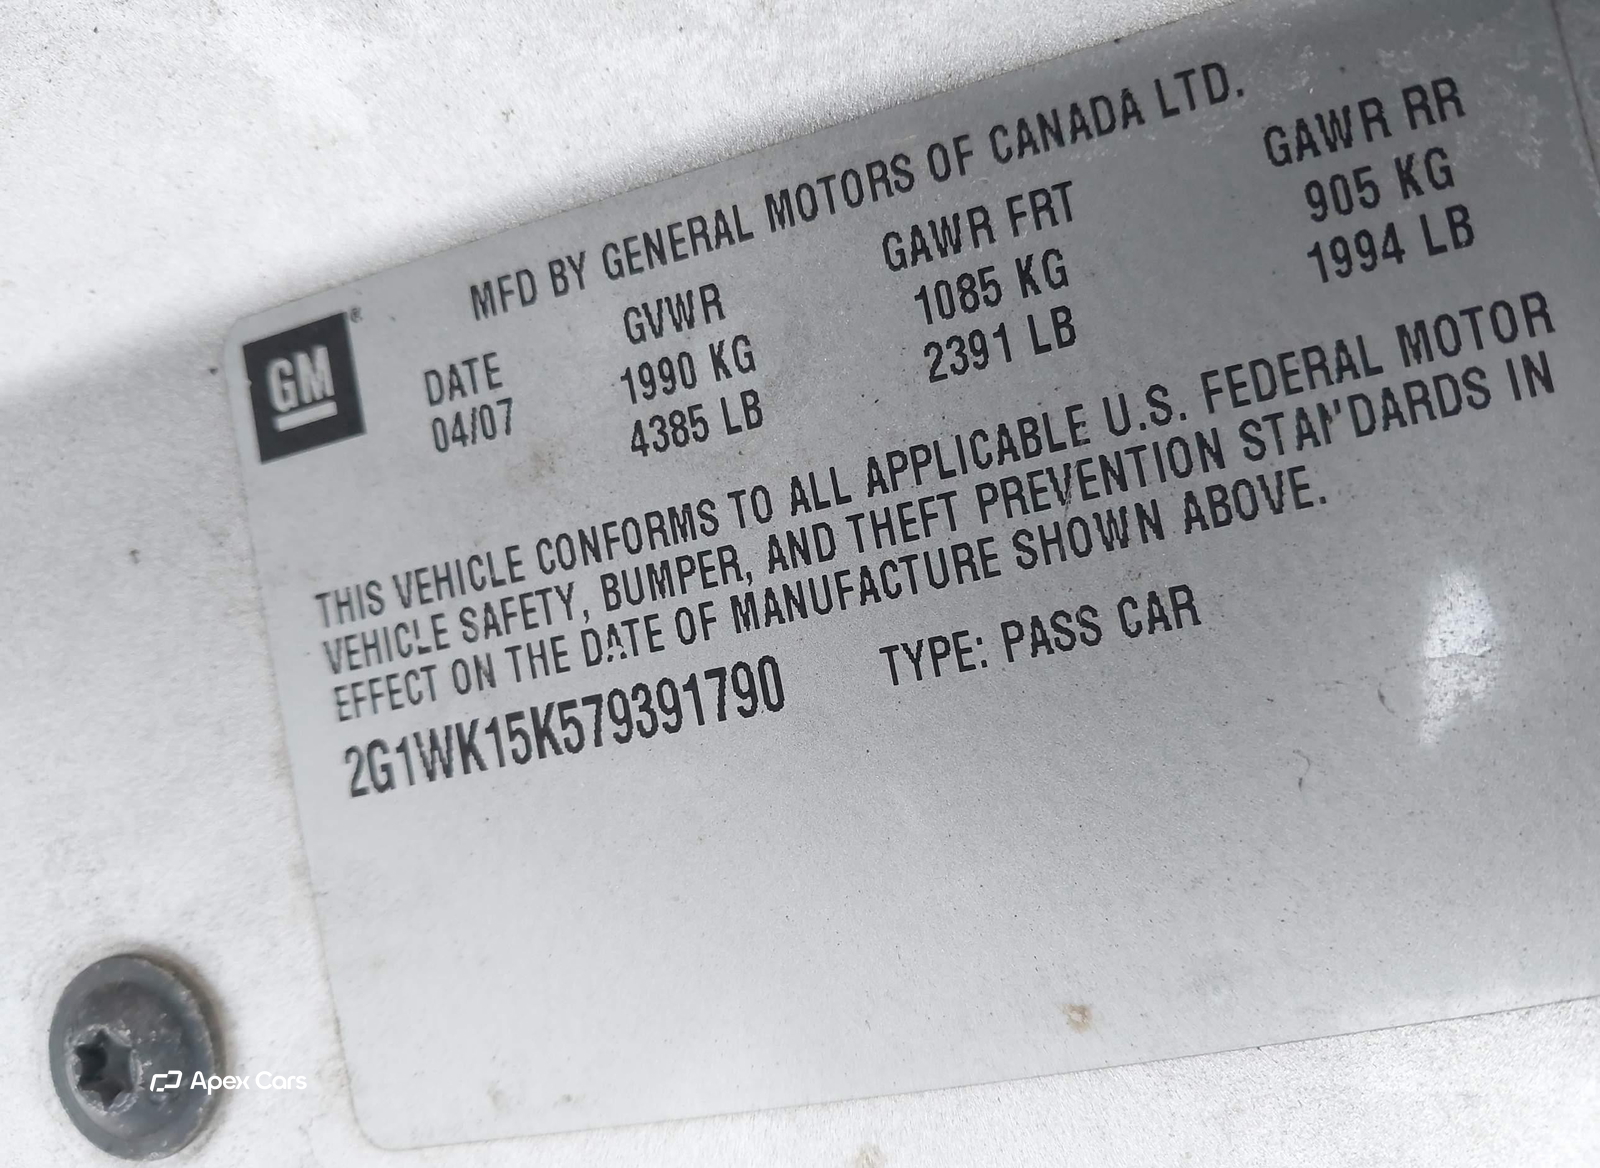 MFD BY GENERAL MOTORS OF CANADA LTD.
GM®
DATE GVWR GAWR FRT GAWR RR
04/07 1990 KG 1085 KG 905 KG
4385 LB 2391 LB 1994 LB
THIS VEHICLE CONFORMS TO ALL APPLICABLE U.S. FEDERAL MOTOR
VEHICLE SAFETY, BUMPER, AND THEFT PREVENTION STANDARDS IN
EFFECT ON THE DATE OF MANUFACTURE SHOWN ABOVE.
2G1WK15K579391790 TYPE: PASS CAR
Apex Cars